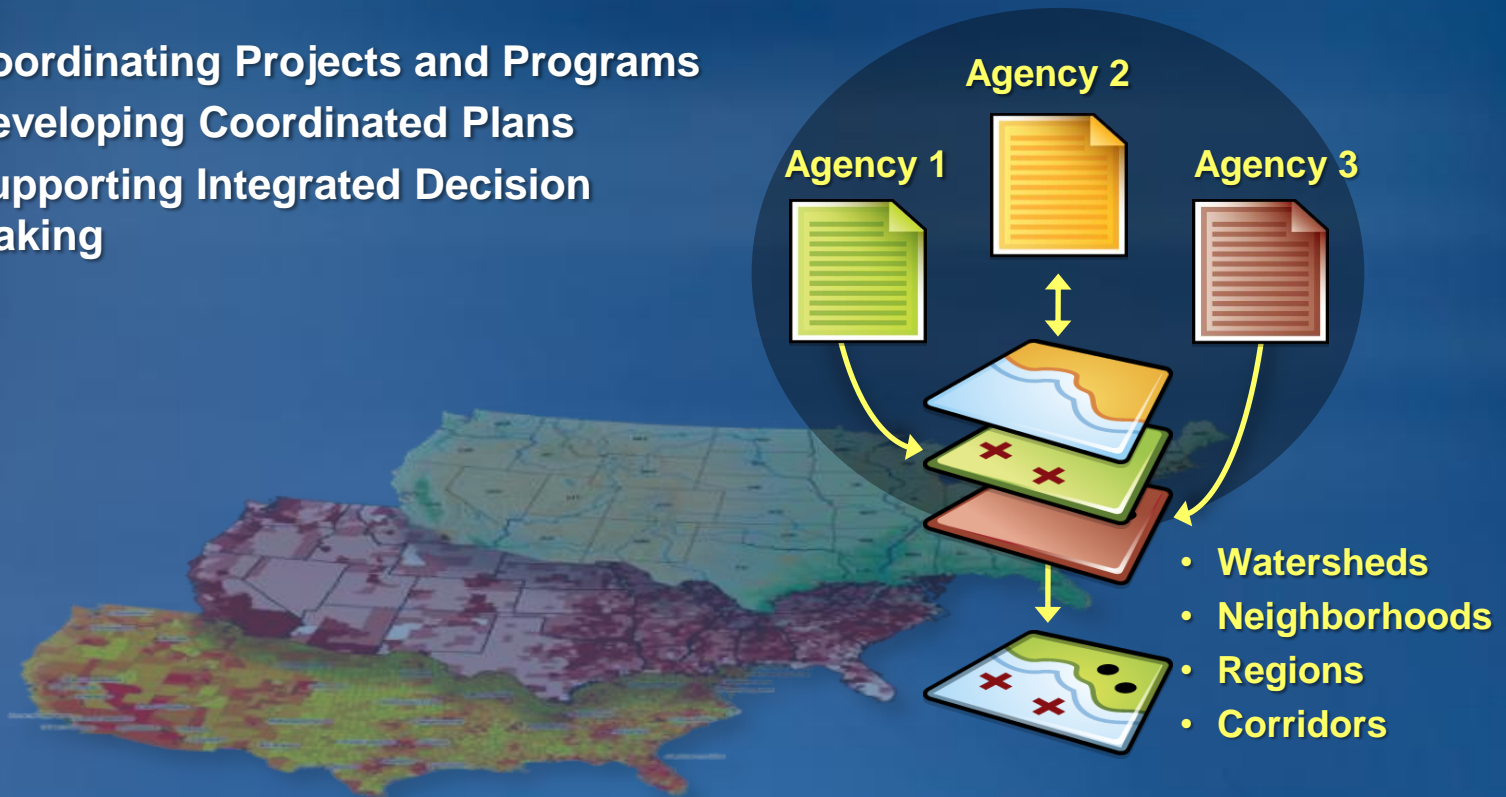 oordinating Projects and Programs
eveloping Coordinated Plans
upporting Integrated Decision
aking
Agency 2
Agency 1
Agency 3
• Watersheds
• Neighborhoods
• Regions
• Corridors